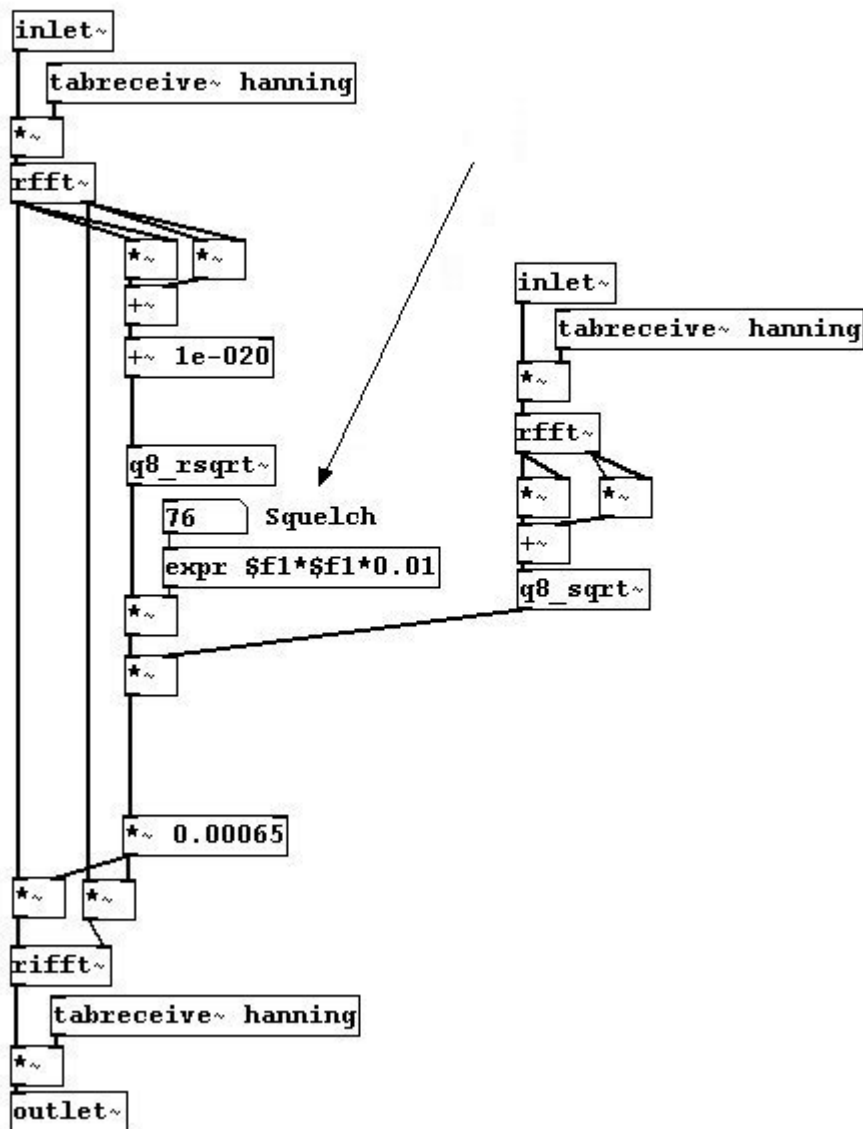 inlet~
tabreceive~ hanning
*~
rfft~
*~ *~
+~
+~ 1e-020
q8_rsqrt~
76 Squelch
expr $f1*$f1*0.01
*~
*~
*~ 0.00065
*~ *~
rifft~
tabreceive~ hanning
*~
outlet~
inlet~
tabreceive~ hanning
*~
rfft~
*~ *~
+~
q8_sqrt~